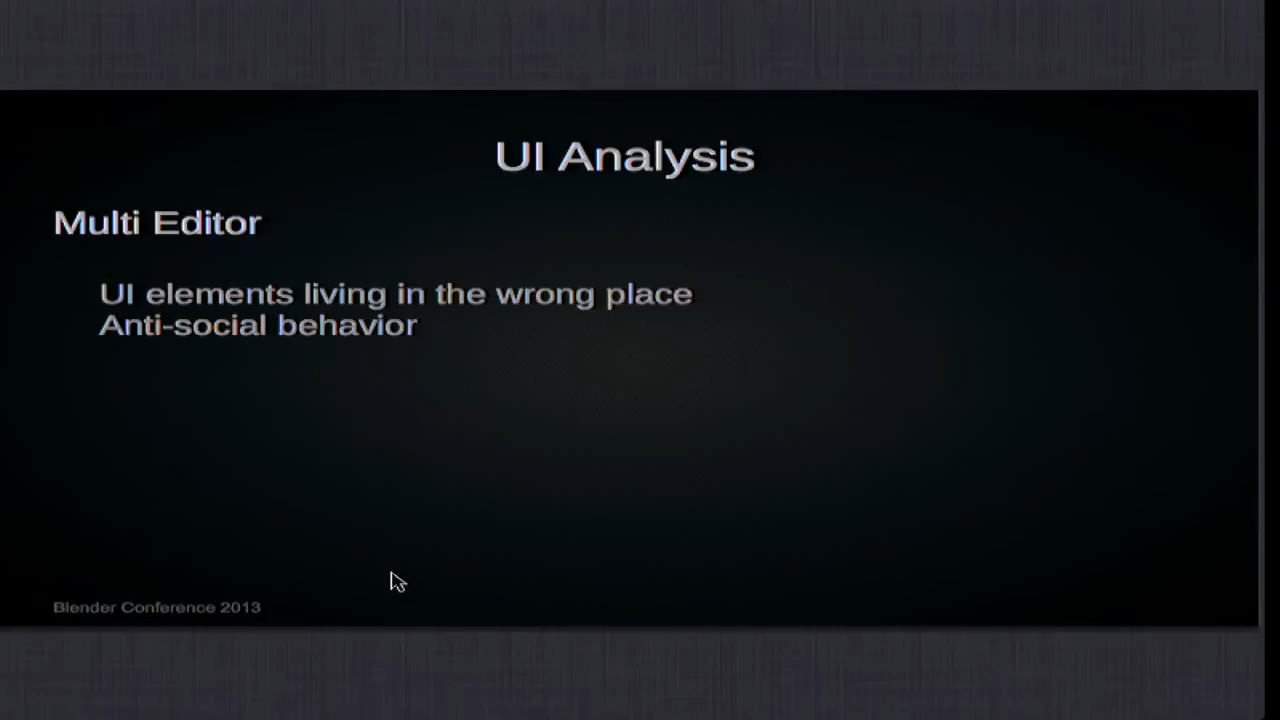 UI Analysis
Multi Editor
UI elements living in the wrong place
Anti-social behavior
Blender Conference 2013